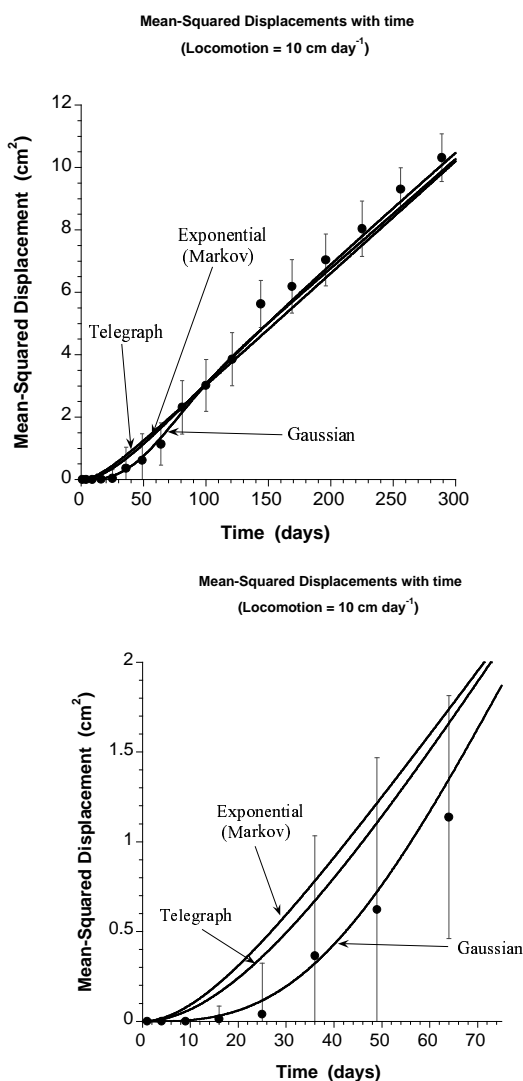 Mean-Squared Displacements with time
(Locomotion = 10 cm day⁻¹)
Mean-Squared Displacement (cm²)
12
10
8
6
4
2
0
Exponential
(Markov)
Telegraph
Gaussian
0 50 100 150 200 250 300
Time (days)
Mean-Squared Displacements with time
(Locomotion = 10 cm day⁻¹)
Mean-Squared Displacement (cm²)
2
1.5
1
0.5
0
Exponential
(Markov)
Telegraph
Gaussian
0 10 20 30 40 50 60 70
Time (days)